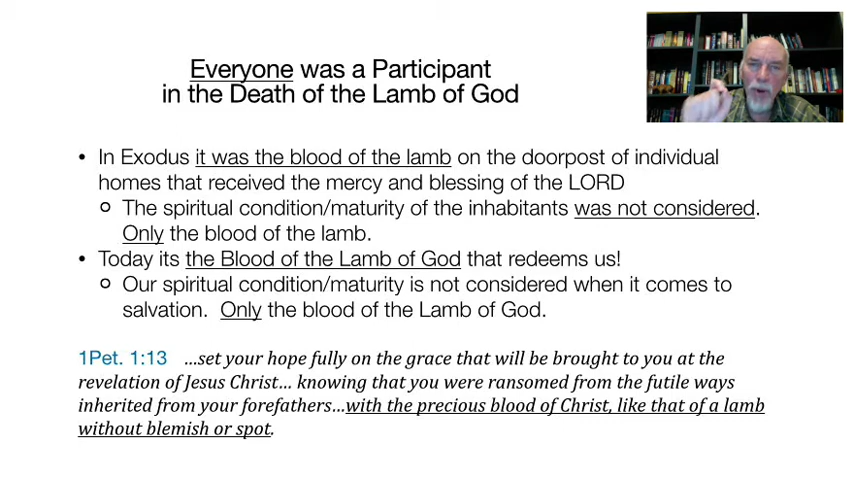 Everyone was a Participant
in the Death of the Lamb of God
• In Exodus it was the blood of the lamb on the doorpost of individual
homes that received the mercy and blessing of the LORD
o The spiritual condition/maturity of the inhabitants was not considered.
Only the blood of the lamb.
• Today its the Blood of the Lamb of God that redeems us!
o Our spiritual condition/maturity is not considered when it comes to
salvation. Only the blood of the Lamb of God.
1Pet. 1:13 …set your hope fully on the grace that will be brought to you at the
revelation of Jesus Christ… knowing that you were ransomed from the futile ways
inherited from your forefathers…with the precious blood of Christ, like that of a lamb
without blemish or spot.